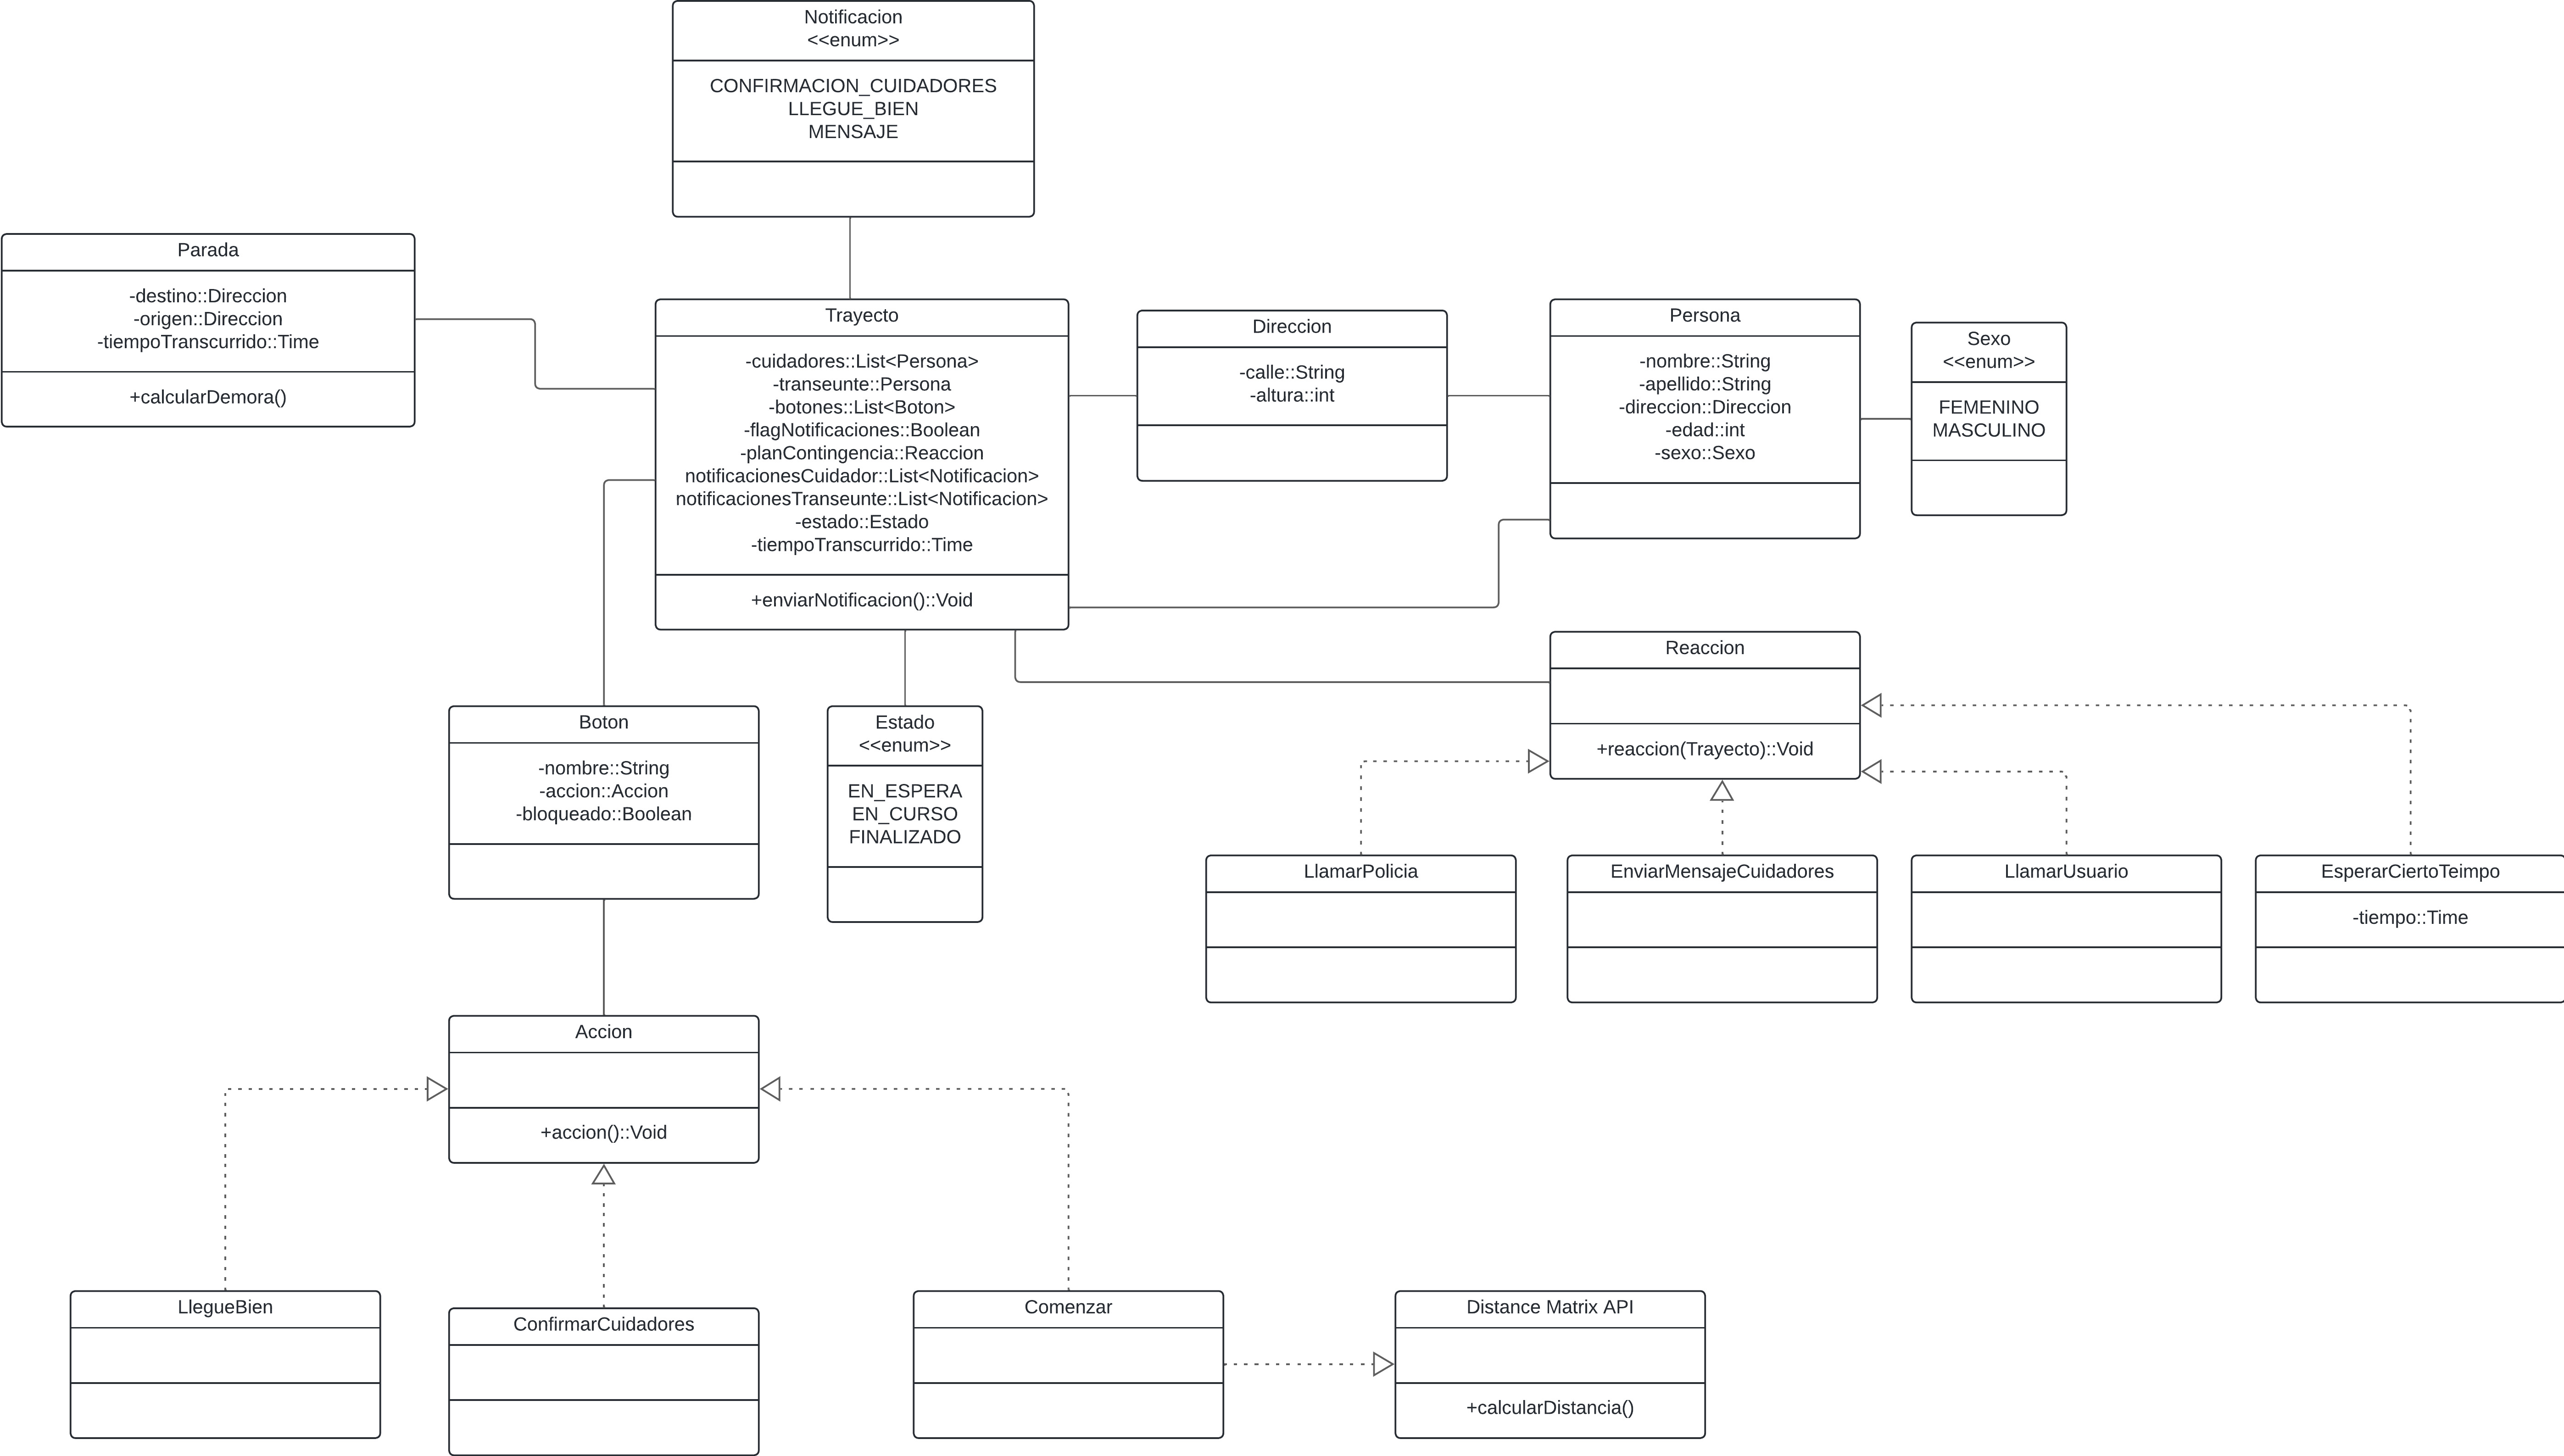 Notificacion
<<enum>>
CONFIRMACION_CUIDADORES
LLEGUE_BIEN
MENSAJE
Parada
-destino::Direccion
-origen::Direccion
-tiempoTranscurrido::Time
+calcularDemora()
Trayecto
-cuidadores::List<Persona>
-transeunte::Persona
-botones::List<Boton>
-flagNotificaciones::Boolean
-planContingencia::Reaccion
notificacionesCuidador::List<Notificacion>
notificacionesTranseunte::List<Notificacion>
-estado::Estado
-tiempoTranscurrido::Time
+enviarNotificacion()::Void
Direccion
-calle::String
-altura::int
Persona
-nombre::String
-apellido::String
-direccion::Direccion
-edad::int
-sexo::Sexo
Sexo
<<enum>>
FEMENINO
MASCULINO
Reaccion
+reaccion(Trayecto)::Void
Boton
-nombre::String
-accion::Accion
-bloqueado::Boolean
Estado
<<enum>>
EN_ESPERA
EN_CURSO
FINALIZADO
LlamarPolicia
EnviarMensajeCuidadores
LlamarUsuario
EsperarCiertoTeimpo
-tiempo::Time
Accion
+accion()::Void
LlegueBien
ConfirmarCuidadores
Comenzar
Distance Matrix API
+calcularDistancia()